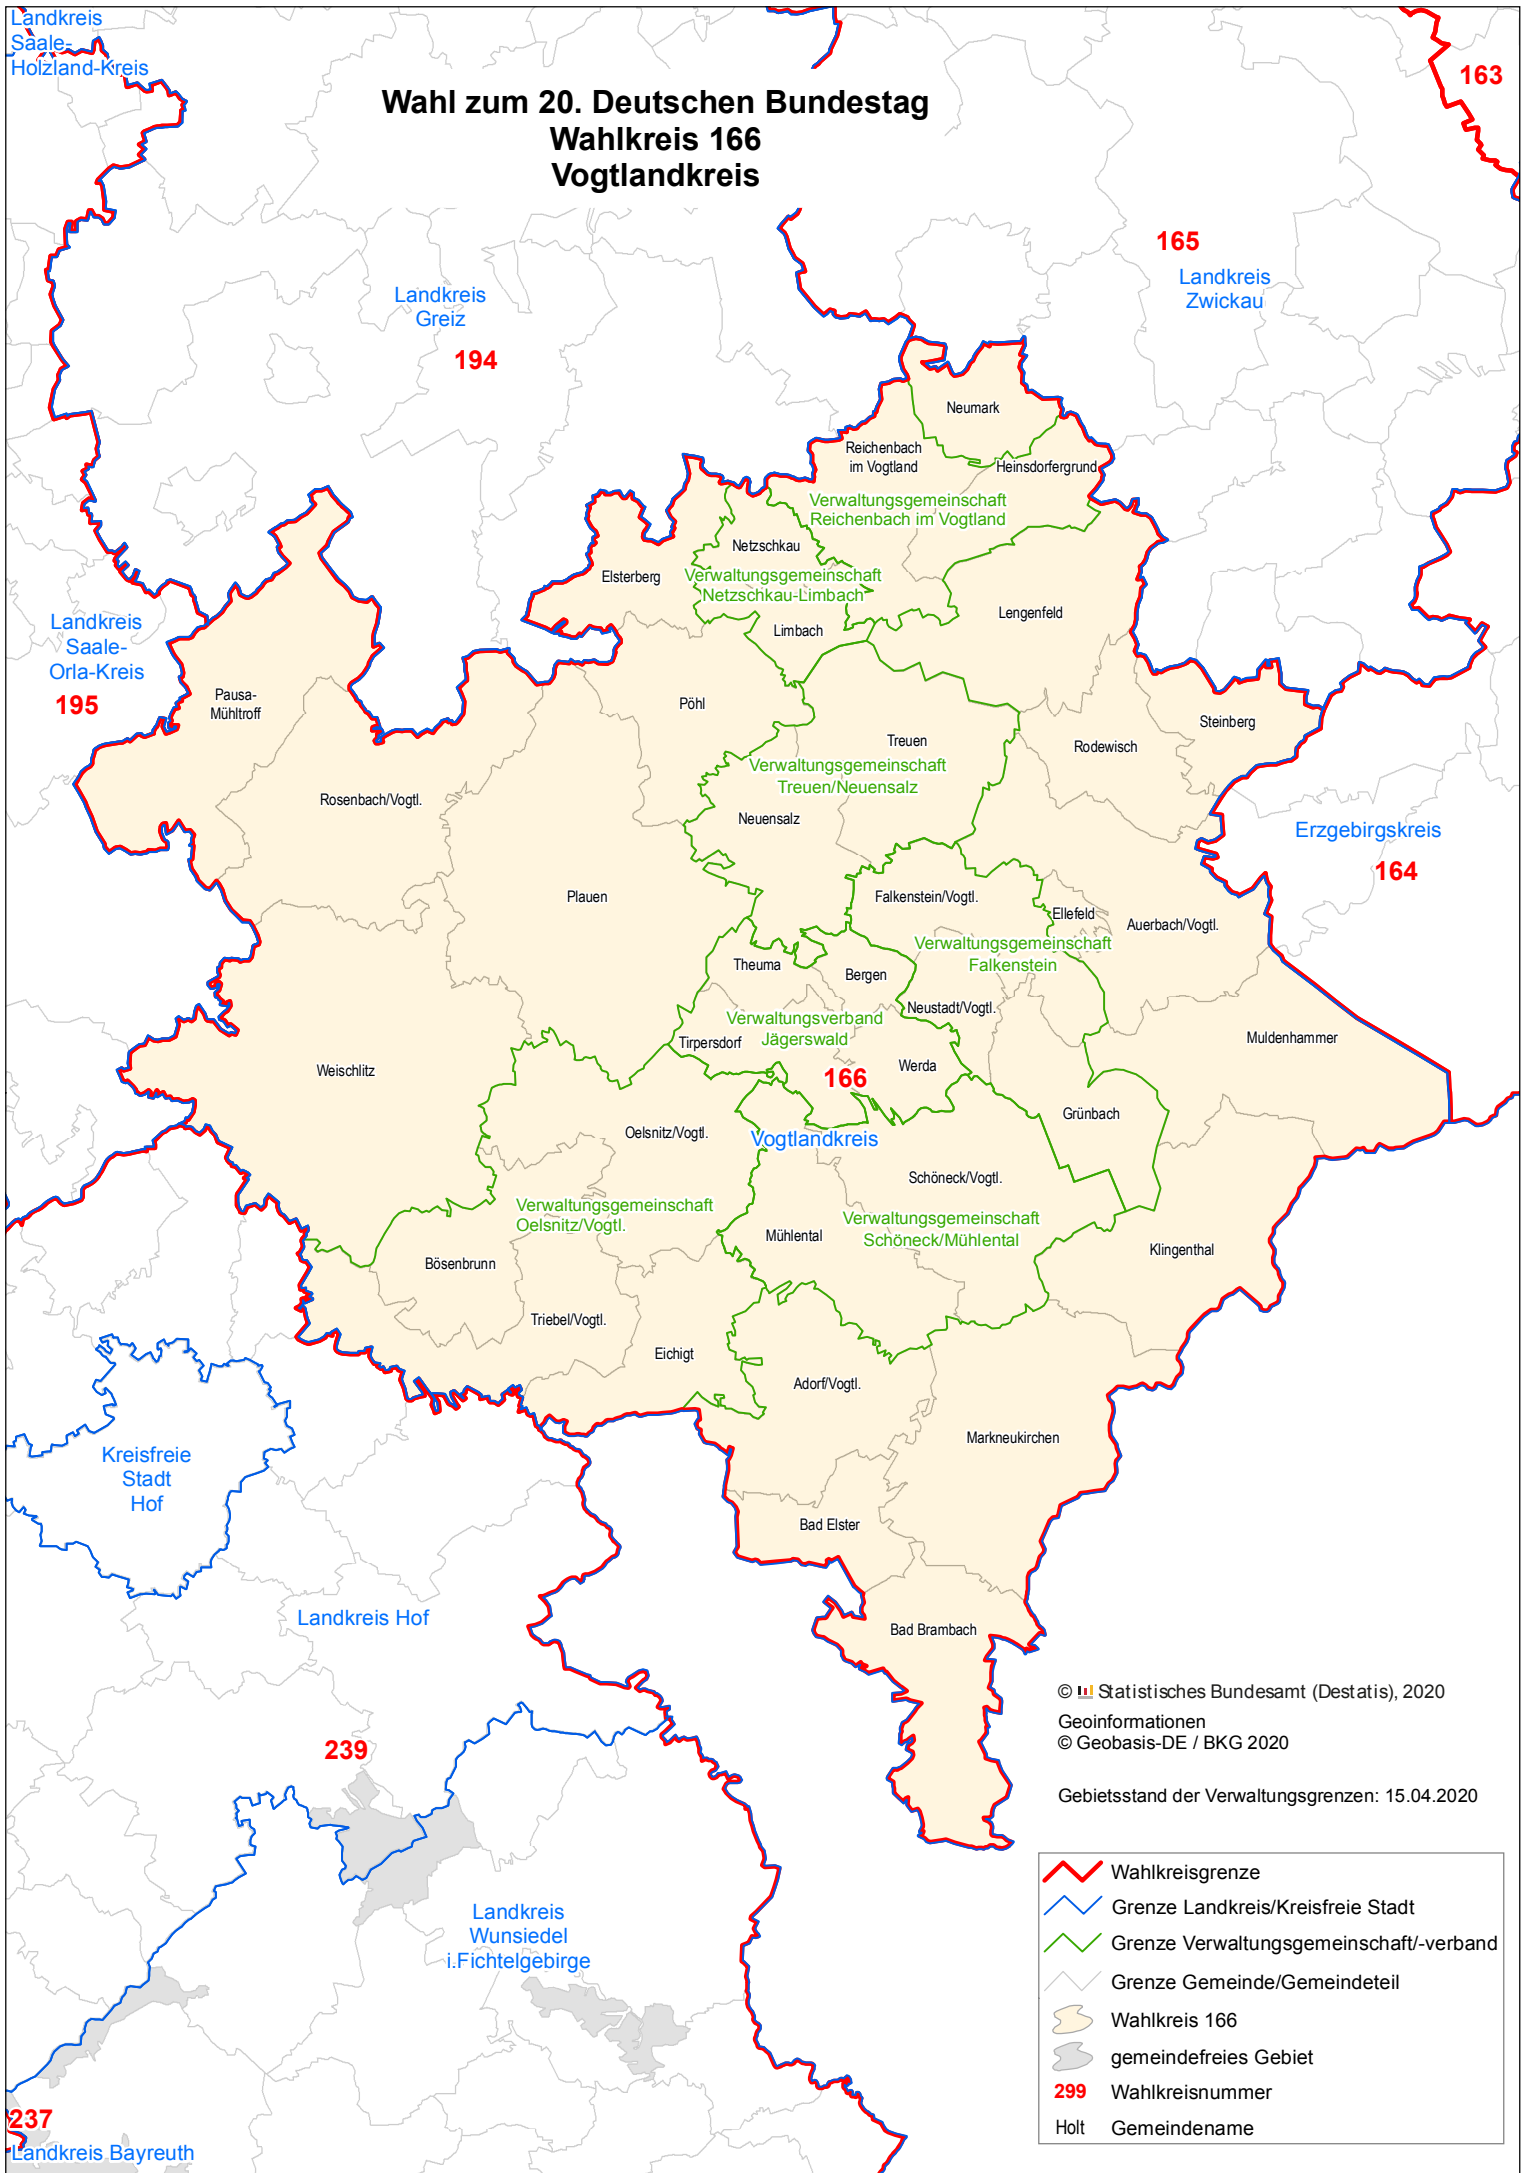 Landkreis
Saale-
Holzland-Kreis
Wahl zum 20. Deutschen Bundestag
Wahlkreis 166
Vogtlandkreis
163
165
Landkreis
Zwickau
Landkreis
Greiz
194
Neumark
Reichenbach
im Vogtland
Heinsdorfergrund
Verwaltungsgemeinschaft
Reichenbach im Vogtland
Netzschkau
Elsterberg
Verwaltungsgemeinschaft
Netzschkau-Limbach
Limbach
Lengenfeld
Landkreis
Saale-
Orla-Kreis
195
Pausa-
Mühltroff
Pöhl
Steinberg
Treuen
Rodewisch
Verwaltungsgemeinschaft
Treuen/Neuensalz
Rosenbach/Vogtl.
Neuensalz
Erzgebirgskreis
164
Plauen
Falkenstein/Vogtl.
Ellefeld
Auerbach/Vogtl.
Verwaltungsgemeinschaft
Falkenstein
Theuma
Bergen
Neustadt/Vogtl.
Verwaltungsverband
Jägerswald
Tirpersdorf
Muldenhammer
Weischlitz
Werda
166
Grünbach
Oelsnitz/Vogtl.
Vogtlandkreis
Schöneck/Vogtl.
Verwaltungsgemeinschaft
Oelsnitz/Vogtl.
Mühlental
Verwaltungsgemeinschaft
Schöneck/Mühlental
Klingenthal
Bösenbrunn
Triebel/Vogtl.
Eichigt
Adorf/Vogtl.
Markneukirchen
Kreisfreie
Stadt
Hof
Bad Elster
Landkreis Hof
Bad Brambach
© Statistisches Bundesamt (Destatis), 2020
Geoinformationen
© Geobasis-DE / BKG 2020
Gebietsstand der Verwaltungsgrenzen: 15.04.2020
239
Landkreis
Wunsiedel
i.Fichtelgebirge
237
Landkreis Bayreuth
Wahlkreisgrenze
Grenze Landkreis/Kreisfreie Stadt
Grenze Verwaltungsgemeinschaft/-verband
Grenze Gemeinde/Gemeindeteil
Wahlkreis 166
gemeindefreies Gebiet
299 Wahlkreisnummer
Holt Gemeindename